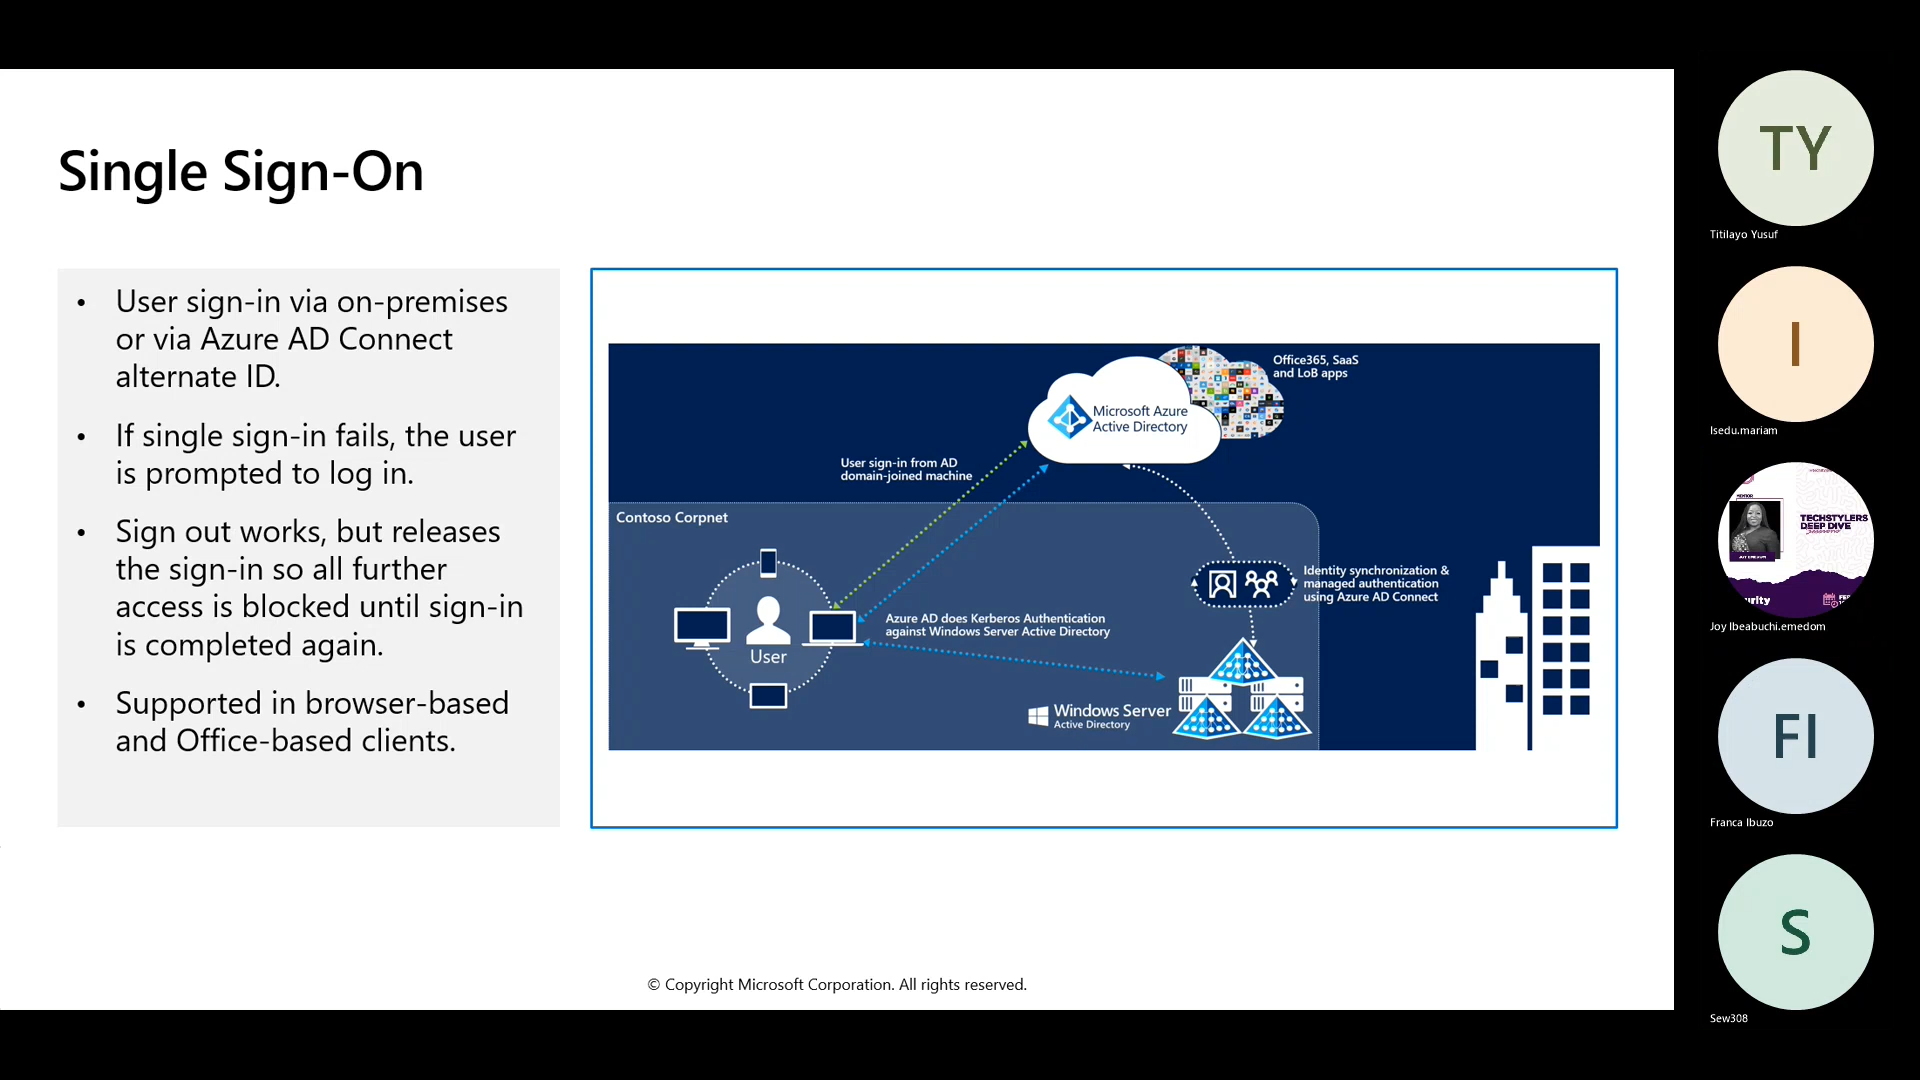 Single Sign-On
• User sign-in via on-premises
or via Azure AD Connect
alternate ID.
• If single sign-in fails, the user
is prompted to log in.
• Sign out works, but releases
the sign-in so all further
access is blocked until sign-in
is completed again.
• Supported in browser-based
and Office-based clients.
Office365, SaaS
and LoB apps
Microsoft Azure
Active Directory
User sign-in from AD
domain-joined machine
Contoso Corpnet
Identity synchronization &
managed authentication
using Azure AD Connect
Azure AD does Kerberos Authentication
against Windows Server Active Directory
User
Windows Server
Active Directory
© Copyright Microsoft Corporation. All rights reserved.
TY
Titilayo Yusuf
I
Isedu.mariam
MENTOR
TECHSTYLERS
DEEP DIVE
Joy Ibeabuchi.emedom
FI
Franca Ibuzo
S
Sew308